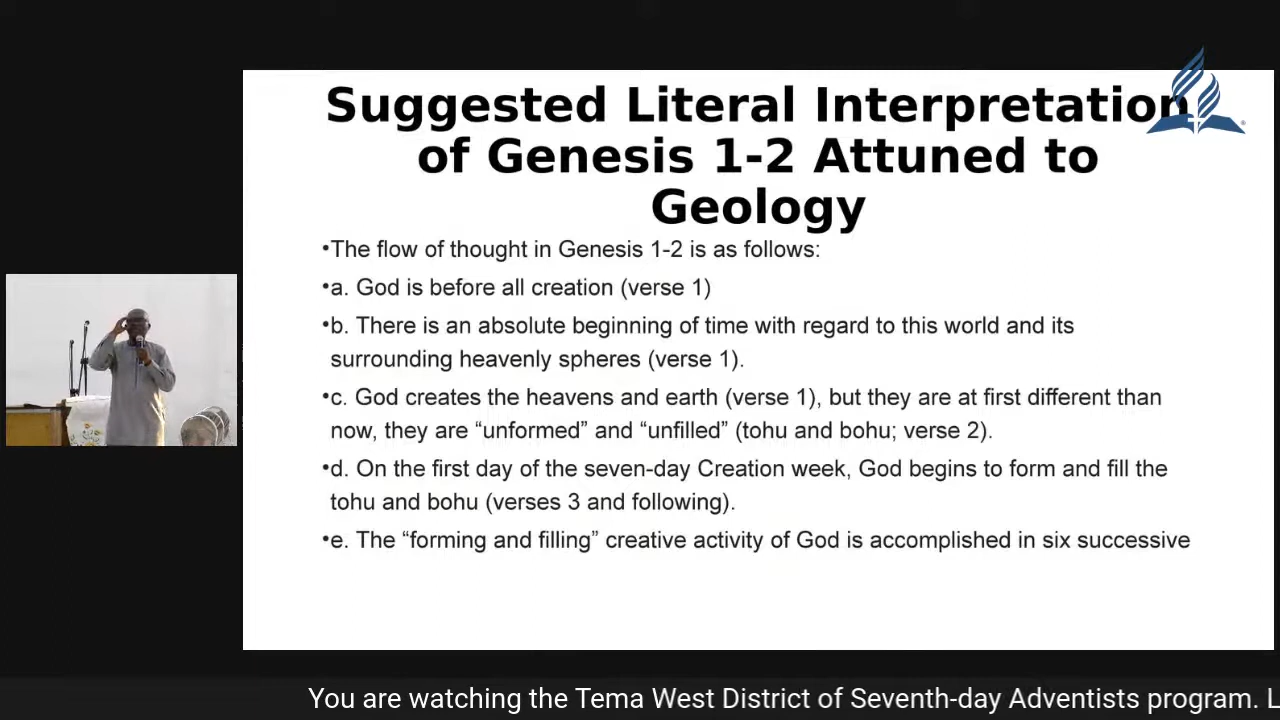 Suggested Literal Interpretation
of Genesis 1-2 Attuned to
Geology
•The flow of thought in Genesis 1-2 is as follows:
•a. God is before all creation (verse 1)
•b. There is an absolute beginning of time with regard to this world and its
surrounding heavenly spheres (verse 1).
•c. God creates the heavens and earth (verse 1), but they are at first different than
now, they are “unformed” and “unfilled” (tohu and bohu; verse 2).
•d. On the first day of the seven-day Creation week, God begins to form and fill the
tohu and bohu (verses 3 and following).
•e. The “forming and filling” creative activity of God is accomplished in six successive
You are watching the Tema West District of Seventh-day Adventists program. L